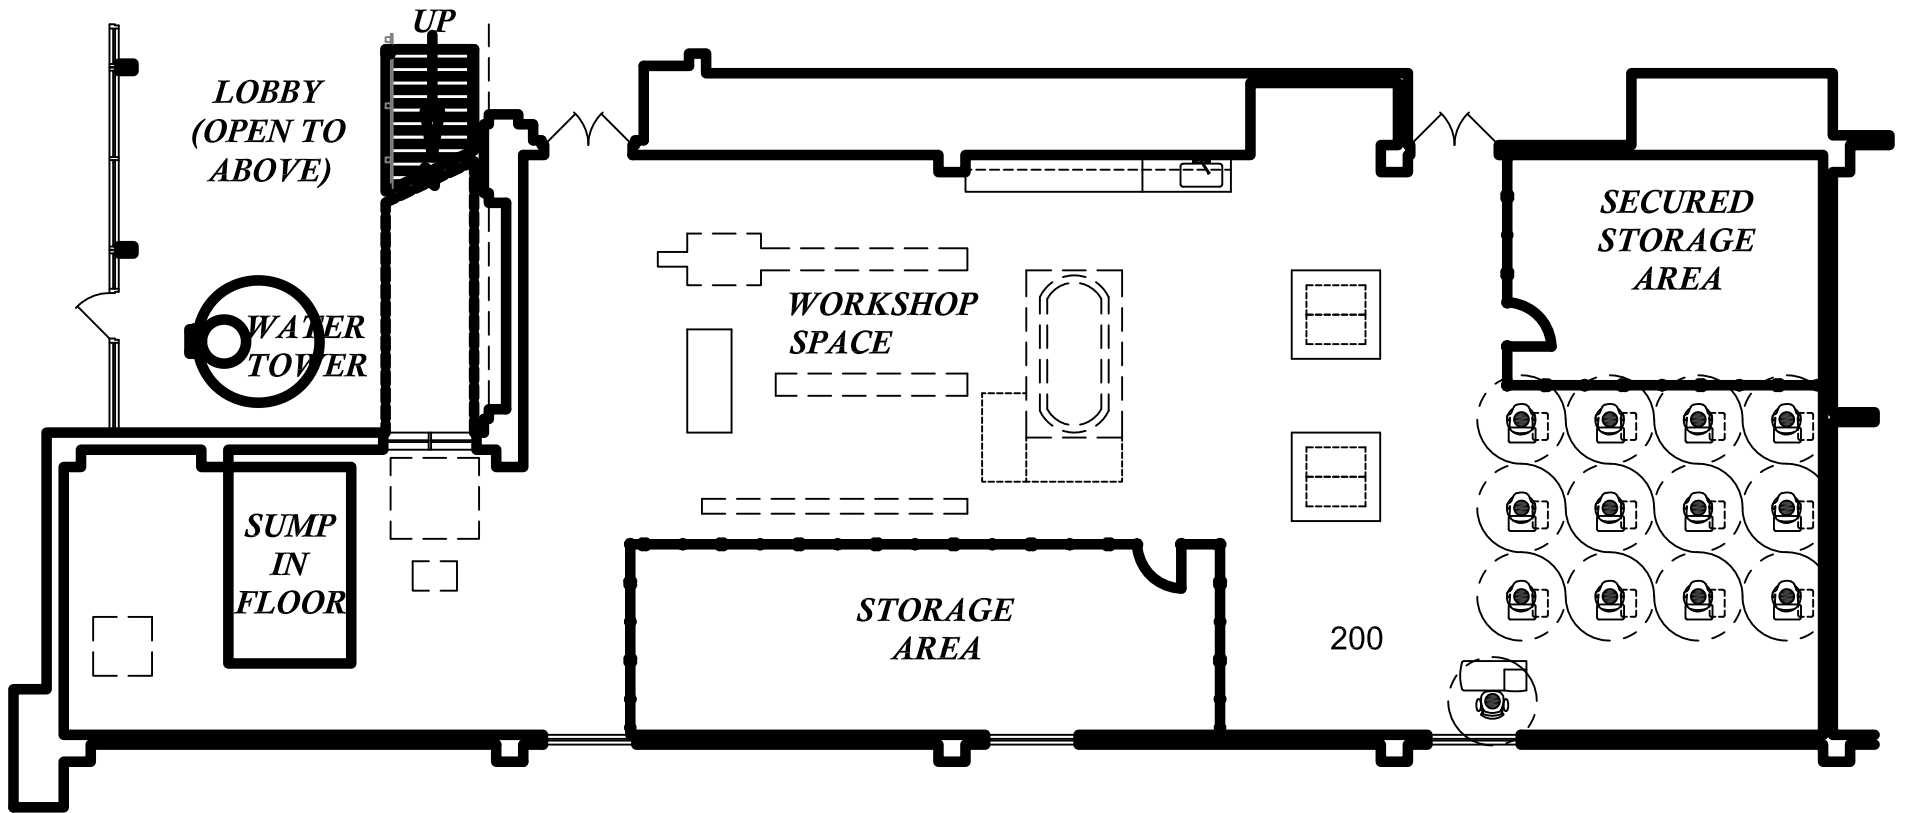 UP
LOBBY
(OPEN TO
ABOVE)
SECURED
STORAGE
AREA
WORKSHOP
SPACE
WATER
TOWER
SUMP
IN
FLOOR
STORAGE
AREA
200